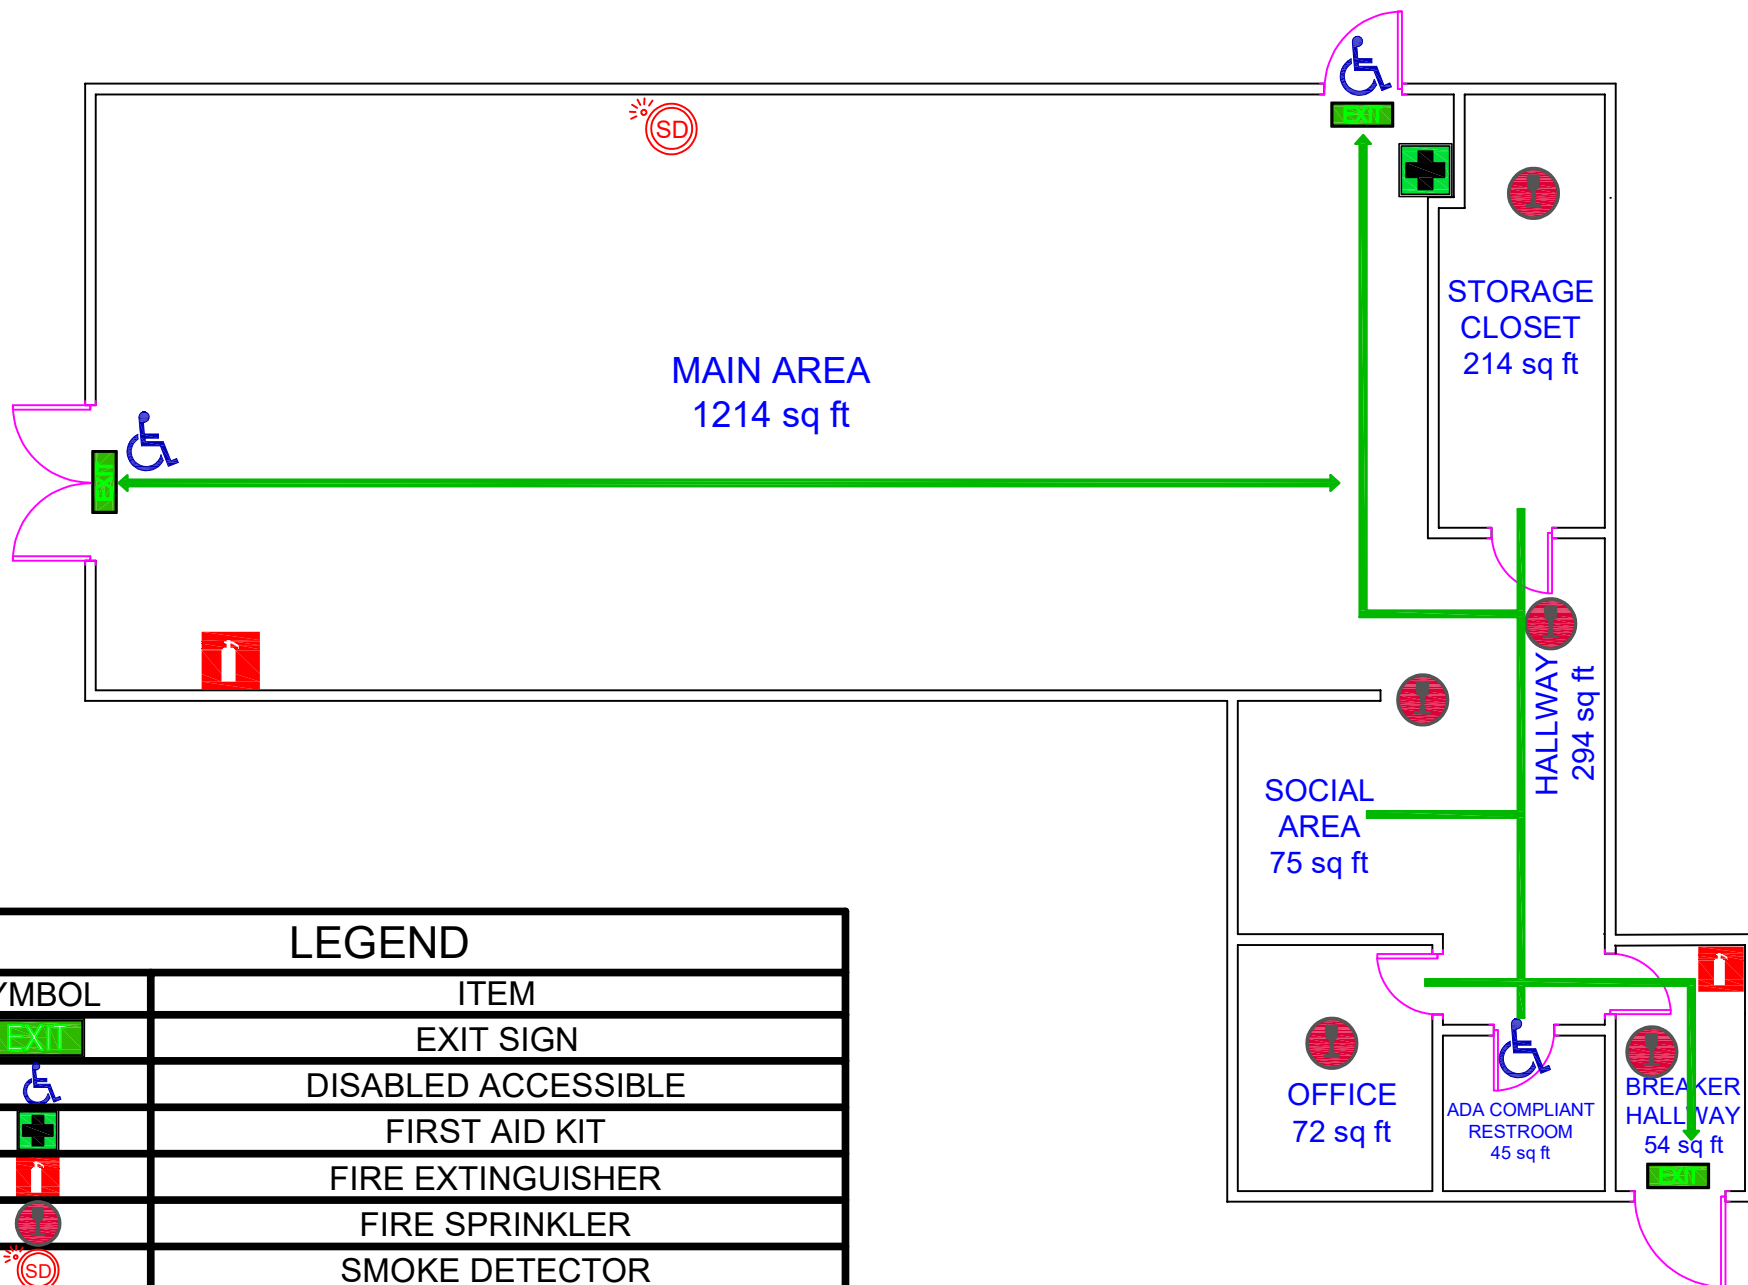 EXIT
SD
STORAGE
CLOSET
214 sq ft
MAIN AREA
1214 sq ft
EXIT
HALLWAY
294 sq ft
SOCIAL
AREA
75 sq ft
OFFICE
72 sq ft
ADA COMPLIANT
RESTROOM
45 sq ft
BREAKER
HALLWAY
54 sq ft
EXIT
LEGEND
YMBOL ITEM
EXIT EXIT SIGN
DISABLED ACCESSIBLE
FIRST AID KIT
FIRE EXTINGUISHER
FIRE SPRINKLER
SD SMOKE DETECTOR